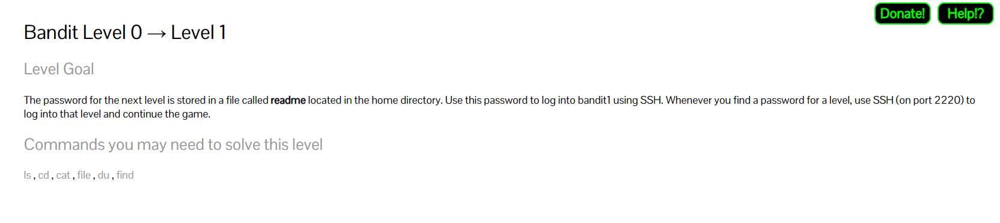 Donate! Help!?
Bandit Level 0 → Level 1
Level Goal
The password for the next level is stored in a file called readme located in the home directory. Use this password to log into bandit1 using SSH. Whenever you find a password for a level, use SSH (on port 2220) to
log into that level and continue the game.
Commands you may need to solve this level
ls , cd , cat , file , du , find